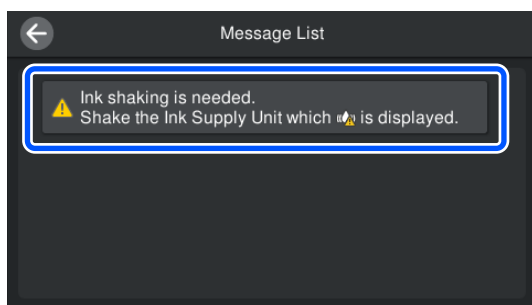 Message List
Ink shaking is needed.
Shake the Ink Supply Unit which is displayed.